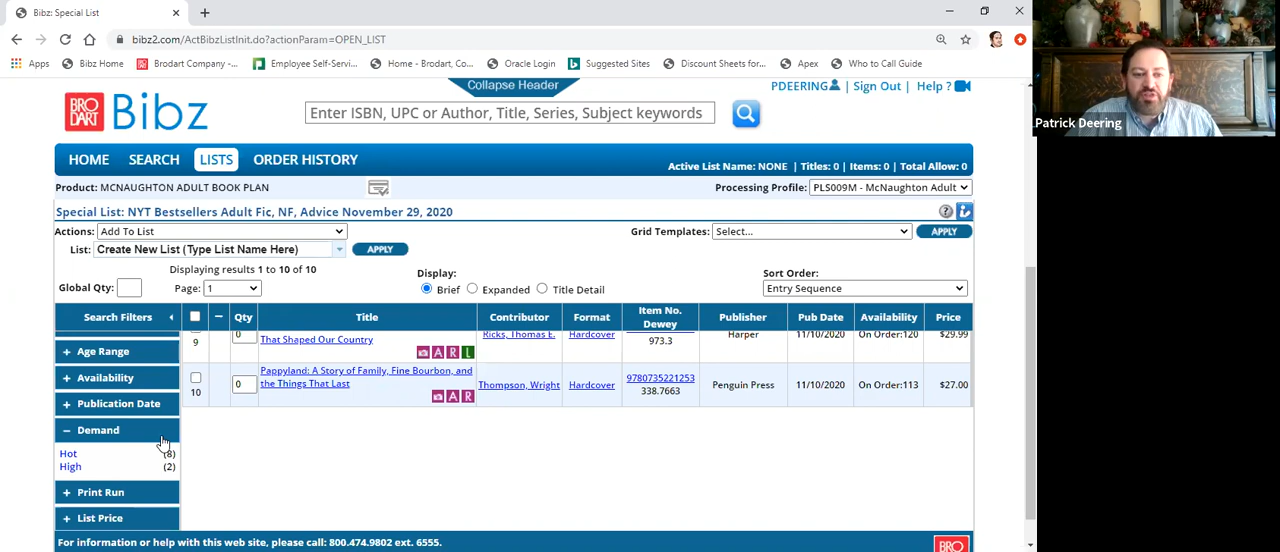 Bibz: Special List
bibz2.com/ActBibzListInit.do?actionParam=OPEN_LIST
Apps Bibz Home Brodart Company -... Employee Self-Servi... Home - Brodart, Co... Oracle Login Suggested Sites Discount Sheets for... Apex Who to Call Guide
Patrick Deering
Collapse Header
PDEERING | Sign Out | Help ?
BRO DART Bibz
Enter ISBN, UPC or Author, Title, Series, Subject keywords
HOME SEARCH LISTS ORDER HISTORY
Active List Name: NONE | Titles: 0 | Items: 0 | Total Allow: 0
Product: MCNAUGHTON ADULT BOOK PLAN
Processing Profile: PLS009M - McNaughton Adult
Special List: NYT Bestsellers Adult Fic, NF, Advice November 29, 2020
Actions: Add To List
Grid Templates: Select... APPLY
List: Create New List (Type List Name Here) APPLY
Displaying results 1 to 10 of 10
Display:
Sort Order:
Global Qty: Page: 1
Brief Expanded Title Detail
Entry Sequence
Search Filters Qty Title Contributor Format Item No. Dewey Publisher Pub Date Availability Price
9 0 That Shaped Our Country Ricks, Thomas E. Hardcover 973.3 Harper 11/10/2020 On Order:120 $29.99
A R L
10 0 Pappyland: A Story of Family, Fine Bourbon, and the Things That Last Thompson, Wright Hardcover 9780735221253 338.7663 Penguin Press 11/10/2020 On Order:113 $27.00
A R
+ Age Range
+ Availability
+ Publication Date
− Demand
Hot (8)
High (2)
+ Print Run
+ List Price
For information or help with this web site, please call: 800.474.9802 ext. 6555.
BRO